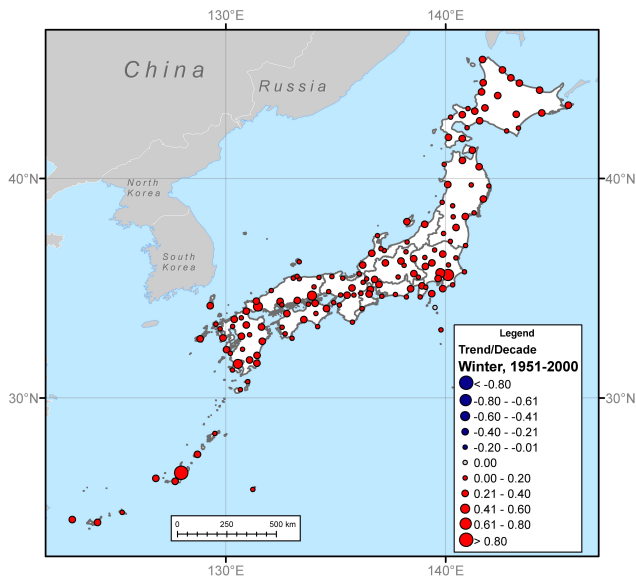 130°E 140°E
China
Russia
40°N 40°N
North
Korea
South
Korea
30°N 30°N
Legend
Trend/Decade
Winter, 1951-2000
< -0.80
-0.80 - -0.61
-0.60 - -0.41
-0.40 - -0.21
-0.20 - -0.01
0.00
0.00 - 0.20
0.21 - 0.40
0.41 - 0.60
0.61 - 0.80
> 0.80
0 250 500 km
130°E 140°E